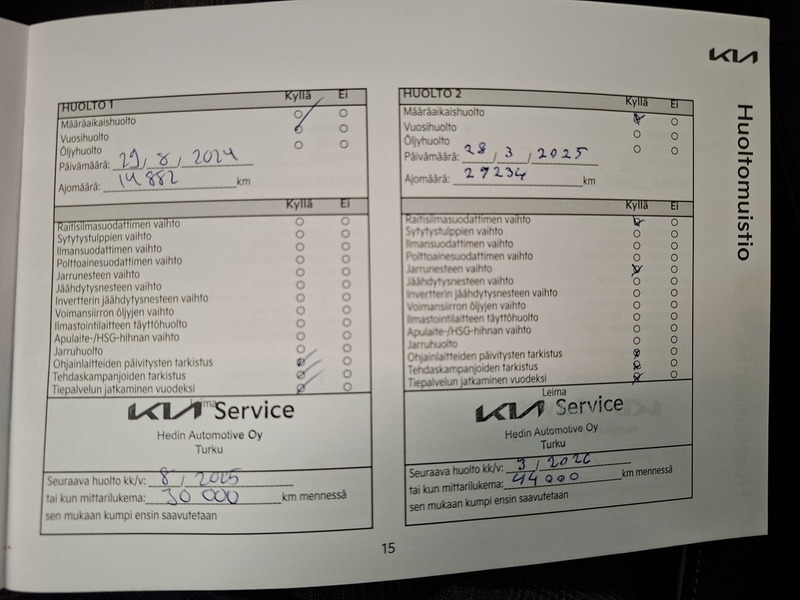 KIA
Huoltomuistio
HUOLTO 1 Kyllä Ei
Määräaikaishuolto
Vuosihuolto
Öljyhuolto
Päivämäärä: 29 / 8 / 2024
Ajomäärä: 14 882 km
Kyllä Ei
Raitisilmasuodattimen vaihto
Sytytystulppien vaihto
Ilmansuodattimen vaihto
Polttoainesuodattimen vaihto
Jarrunesteen vaihto
Jäähdytysnesteen vaihto
Invertterin jäähdytysnesteen vaihto
Voimansiirron öljyjen vaihto
Ilmastointilaitteen täyttöhuolto
Apulaite-/HSG-hihnan vaihto
Jarruhuolto
Ohjainlaitteiden päivitysten tarkistus
Tehdaskampanjoiden tarkistus
Tiepalvelun jatkaminen vuodeksi
Leima
KIA Service
Hedin Automotive Oy
Turku
Seuraava huolto kk/v: 8 / 2025
tai kun mittarilukema: 30 000 km mennessä
sen mukaan kumpi ensin saavutetaan
HUOLTO 2 Kyllä Ei
Määräaikaishuolto
Vuosihuolto
Öljyhuolto
Päivämäärä: 28 / 3 / 2025
Ajomäärä: 29234 km
Kyllä Ei
Raitisilmasuodattimen vaihto
Sytytystulppien vaihto
Ilmansuodattimen vaihto
Polttoainesuodattimen vaihto
Jarrunesteen vaihto
Jäähdytysnesteen vaihto
Invertterin jäähdytysnesteen vaihto
Voimansiirron öljyjen vaihto
Ilmastointilaitteen täyttöhuolto
Apulaite-/HSG-hihnan vaihto
Jarruhuolto
Ohjainlaitteiden päivitysten tarkistus
Tehdaskampanjoiden tarkistus
Tiepalvelun jatkaminen vuodeksi
Leima
KIA Service
Hedin Automotive Oy
Turku
Seuraava huolto kk/v: 3 / 2026
tai kun mittarilukema: 44 000 km mennessä
sen mukaan kumpi ensin saavutetaan
15